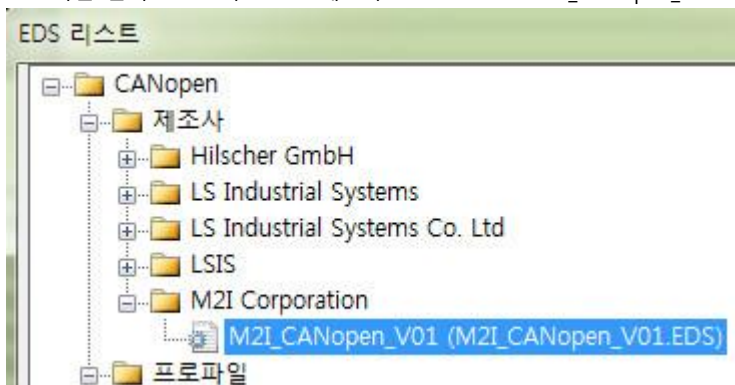 EDS 리스트
CANopen
제조사
Hilscher GmbH
LS Industrial Systems
LS Industrial Systems Co. Ltd
LSIS
M2I Corporation
M2I_CANopen_V01 (M2I_CANopen_V01.EDS)
프로파일